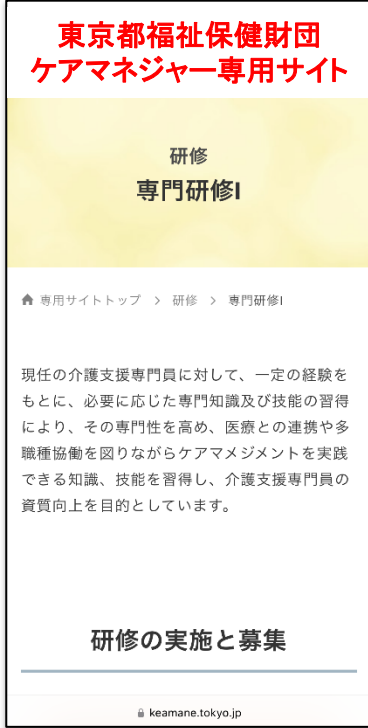 東京都福祉保健財団
ケアマネジャー専用サイト
研修
専門研修I
専用サイトトップ > 研修 > 専門研修I
現任の介護支援専門員に対して、一定の経験を
もとに、必要に応じた専門知識及び技能の習得
により、その専門性を高め、医療との連携や多
職種協働を図りながらケアマメジメントを実践
できる知識、技能を習得し、介護支援専門員の
資質向上を目的としています。
研修の実施と募集
keamane.tokyo.jp